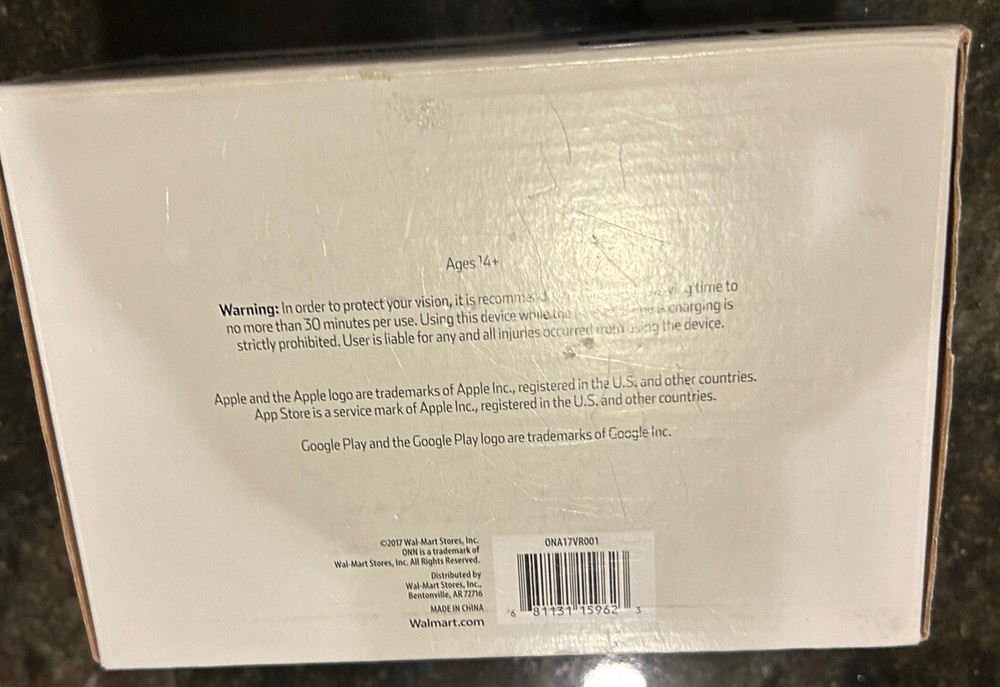 Ages 14+
Warning: In order to protect your vision, it is time to
no more than 30 minutes per use. Using this device while the charging is
strictly prohibited. User is liable for any and all injuries occurred from using the device.
Apple and the Apple logo are trademarks of Apple Inc., registered in the U.S. and other countries.
App Store is a service mark of Apple Inc., registered in the U.S. and other countries.
Google Play and the Google Play logo are trademarks of Google Inc.
©2017 Wal-Mart Stores, Inc.
ONN is a trademark of
Wal-Mart Stores, Inc. All Rights Reserved.
Distributed by
Wal-Mart Stores, Inc.,
Bentonville, AR 72716
MADE IN CHINA
Walmart.com
ONA17VR001
6 81131 15962 3